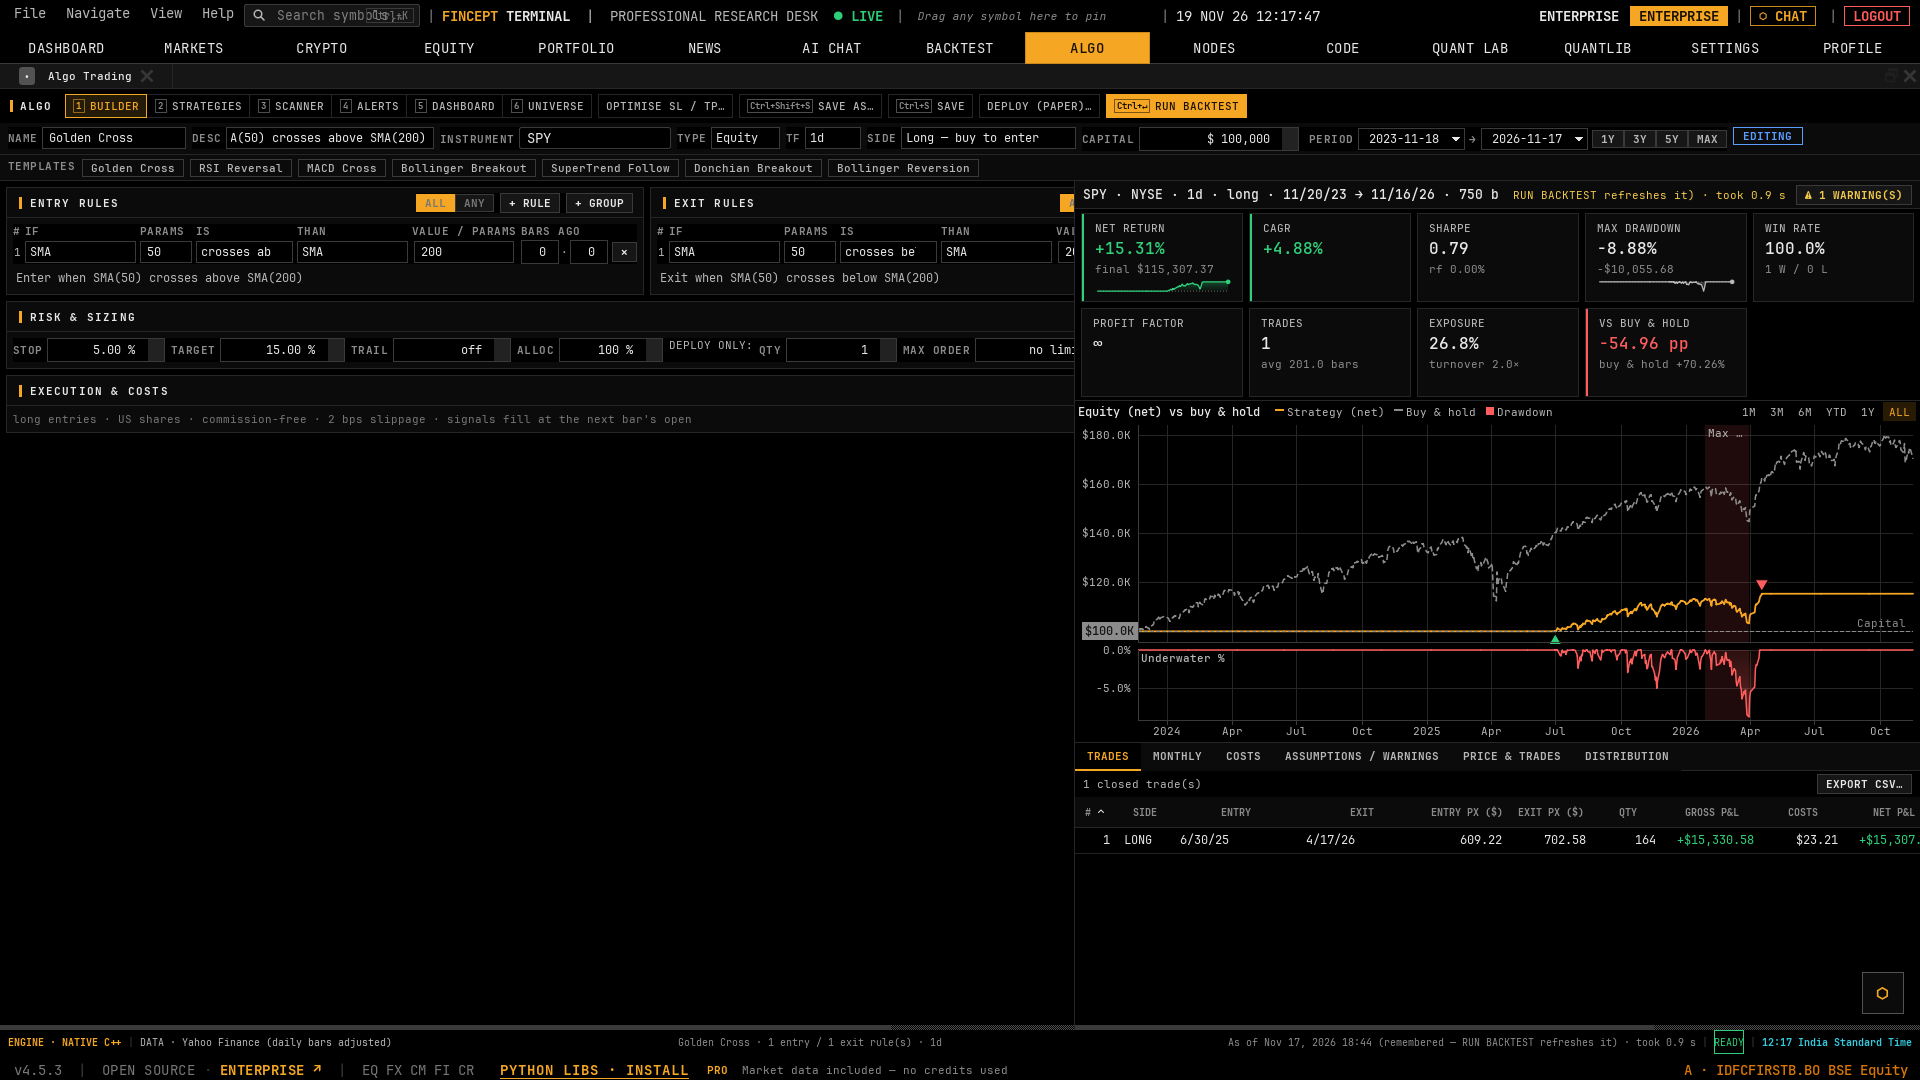 File Navigate View Help Search symb Ctrl+K | FINCEPT TERMINAL | PROFESSIONAL RESEARCH DESK ● LIVE | Drag any symbol here to pin | 19 NOV 26 12:17:47 ENTERPRISE ENTERPRISE | CHAT | LOGOUT
DASHBOARD MARKETS CRYPTO EQUITY PORTFOLIO NEWS AI CHAT BACKTEST ALGO NODES CODE QUANT LAB QUANTLIB SETTINGS PROFILE
Algo Trading
ALGO 1 BUILDER 2 STRATEGIES 3 SCANNER 4 ALERTS 5 DASHBOARD 6 UNIVERSE OPTIMISE SL / TP… Ctrl+Shift+S SAVE AS… Ctrl+S SAVE DEPLOY (PAPER)… Ctrl+↵ RUN BACKTEST
NAME Golden Cross DESC A(50) crosses above SMA(200) INSTRUMENT SPY TYPE Equity TF 1d SIDE Long — buy to enter CAPITAL $ 100,000 PERIOD 2023-11-18 → 2026-11-17 1Y 3Y 5Y MAX EDITING
TEMPLATES Golden Cross RSI Reversal MACD Cross Bollinger Breakout SuperTrend Follow Donchian Breakout Bollinger Reversion
ENTRY RULES ALL ANY + RULE + GROUP
# IF PARAMS IS THAN VALUE / PARAMS BARS AGO
1 SMA 50 crosses ab SMA 200 0 · 0 ×
Enter when SMA(50) crosses above SMA(200)
EXIT RULES
# IF PARAMS IS THAN VAL
1 SMA 50 crosses be SMA 20
Exit when SMA(50) crosses below SMA(200)
RISK & SIZING
STOP 5.00 % TARGET 15.00 % TRAIL off ALLOC 100 % DEPLOY ONLY: QTY 1 MAX ORDER no limi
EXECUTION & COSTS
long entries · US shares · commission-free · 2 bps slippage · signals fill at the next bar's open
SPY · NYSE · 1d · long · 11/20/23 → 11/16/26 · 750 b RUN BACKTEST refreshes it) · took 0.9 s 1 WARNING(S)
NET RETURN
+15.31%
final $115,307.37
CAGR
+4.88%
SHARPE
0.79
rf 0.00%
MAX DRAWDOWN
-8.88%
-$10,055.68
WIN RATE
100.0%
1 W / 0 L
PROFIT FACTOR
∞
TRADES
1
avg 201.0 bars
EXPOSURE
26.8%
turnover 2.0×
VS BUY & HOLD
-54.96 pp
buy & hold +70.26%
Equity (net) vs buy & hold Strategy (net) Buy & hold Drawdown 1M 3M 6M YTD 1Y ALL
$180.0K
Max …
$160.0K
$140.0K
$120.0K
$100.0K
Capital
0.0%
Underwater %
-5.0%
2024 Apr Jul Oct 2025 Apr Jul Oct 2026 Apr Jul Oct
TRADES MONTHLY COSTS ASSUMPTIONS / WARNINGS PRICE & TRADES DISTRIBUTION
1 closed trade(s) EXPORT CSV…
# SIDE ENTRY EXIT ENTRY PX ($) EXIT PX ($) QTY GROSS P&L COSTS NET P&L
1 LONG 6/30/25 4/17/26 609.22 702.58 164 +$15,330.58 $23.21 +$15,307.
ENGINE · NATIVE C++ | DATA · Yahoo Finance (daily bars adjusted) Golden Cross · 1 entry / 1 exit rule(s) · 1d As of Nov 17, 2026 18:44 (remembered — RUN BACKTEST refreshes it) · took 0.9 s | READY | 12:17 India Standard Time
v4.5.3 | OPEN SOURCE · ENTERPRISE ↗ | EQ FX CM FI CR PYTHON LIBS · INSTALL PRO Market data included — no credits used A · IDFCFIRSTB.BO BSE Equity